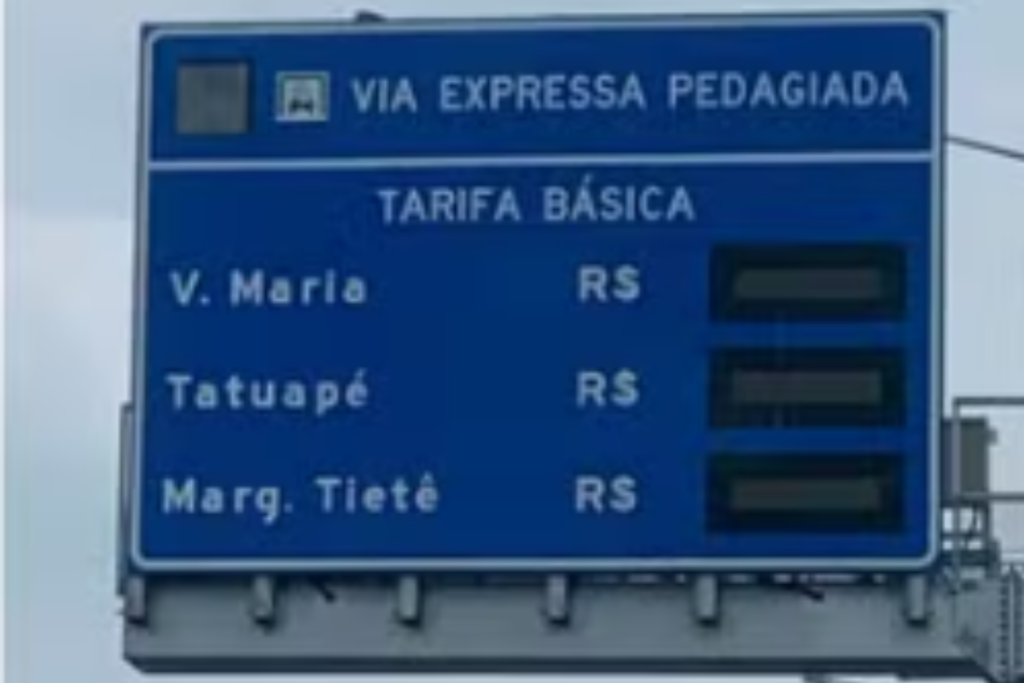 VIA EXPRESSA PEDAGIADA
TARIFA BÁSICA
V. Maria R$
Tatuapé R$
Marg. Tietê R$